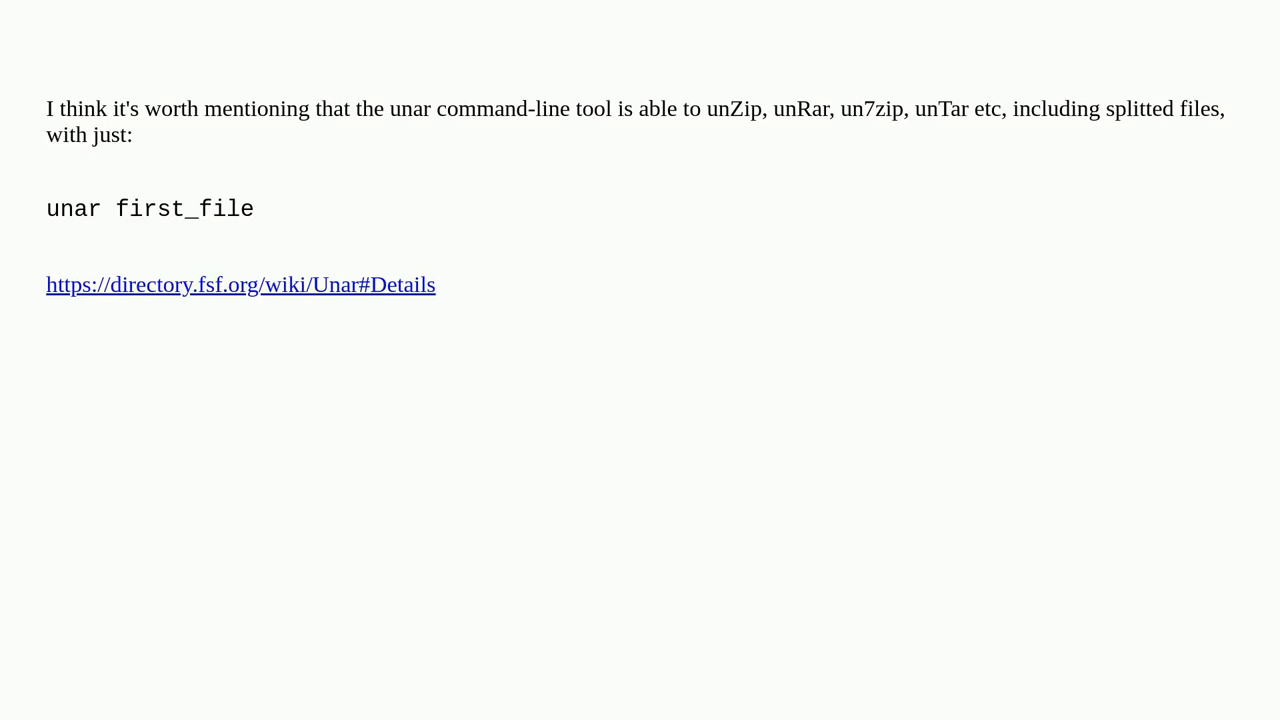 I think it's worth mentioning that the unar command-line tool is able to unZip, unRar, un7zip, unTar etc, including splitted files,
with just:
unar first_file
https://directory.fsf.org/wiki/Unar#Details